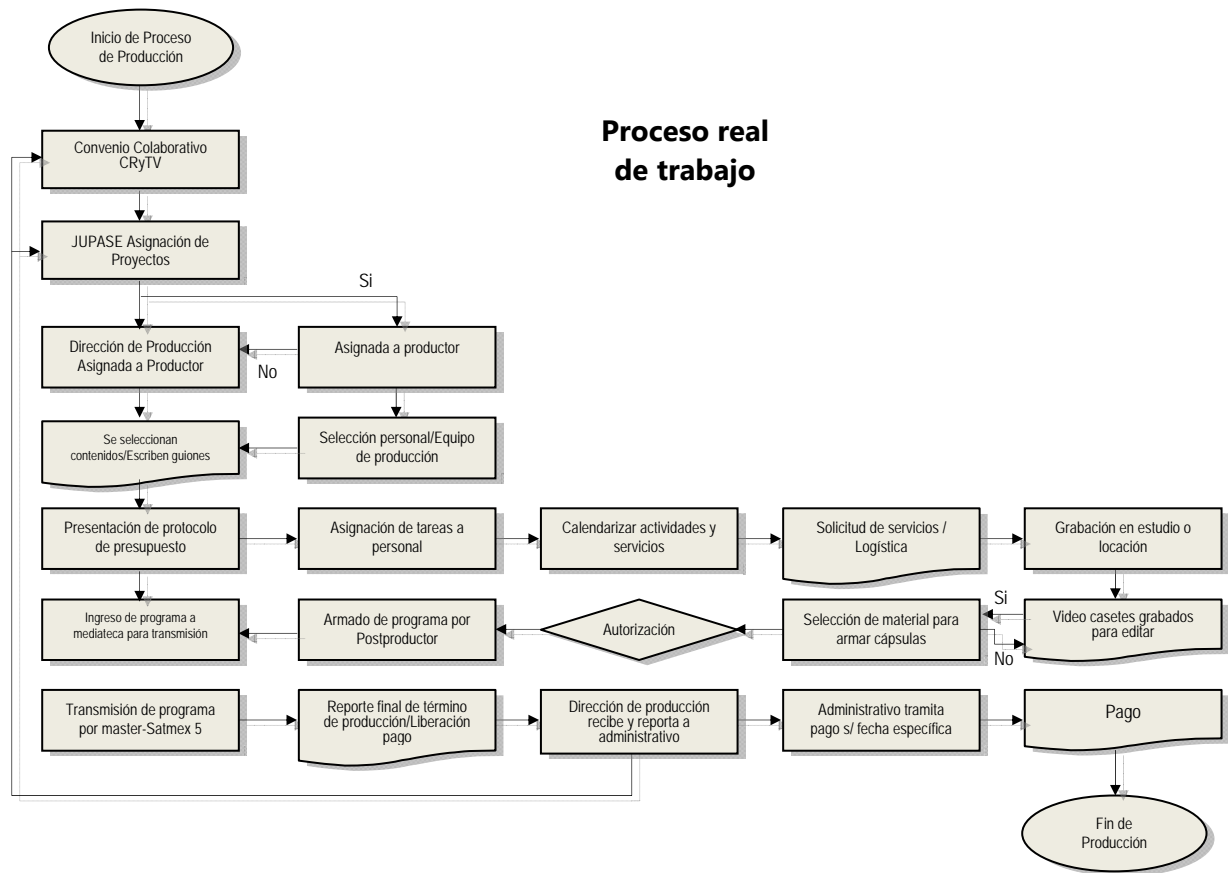 Inicio de Proceso
de Producción
Proceso real
de trabajo
Convenio Colaborativo
CRyTV
JUPASE Asignación de
Proyectos
Si
Dirección de Producción
Asignada a Productor
No
Asignada a productor
Se seleccionan
contenidos/Escriben guiones
Selección personal/Equipo
de producción
Presentación de protocolo
de presupuesto
Asignación de tareas a
personal
Calendarizar actividades y
servicios
Solicitud de servicios /
Logística
Grabación en estudio o
locación
Ingreso de programa a
mediateca para transmisión
Armado de programa por
Postproductor
Autorización
Selección de material para
armar cápsulas
Si
No
Video casetes grabados
para editar
Transmisión de programa
por master-Satmex 5
Reporte final de término
de producción/Liberación
pago
Dirección de producción
recibe y reporta a
administrativo
Administrativo tramita
pago s/ fecha específica
Pago
Fin de
Producción